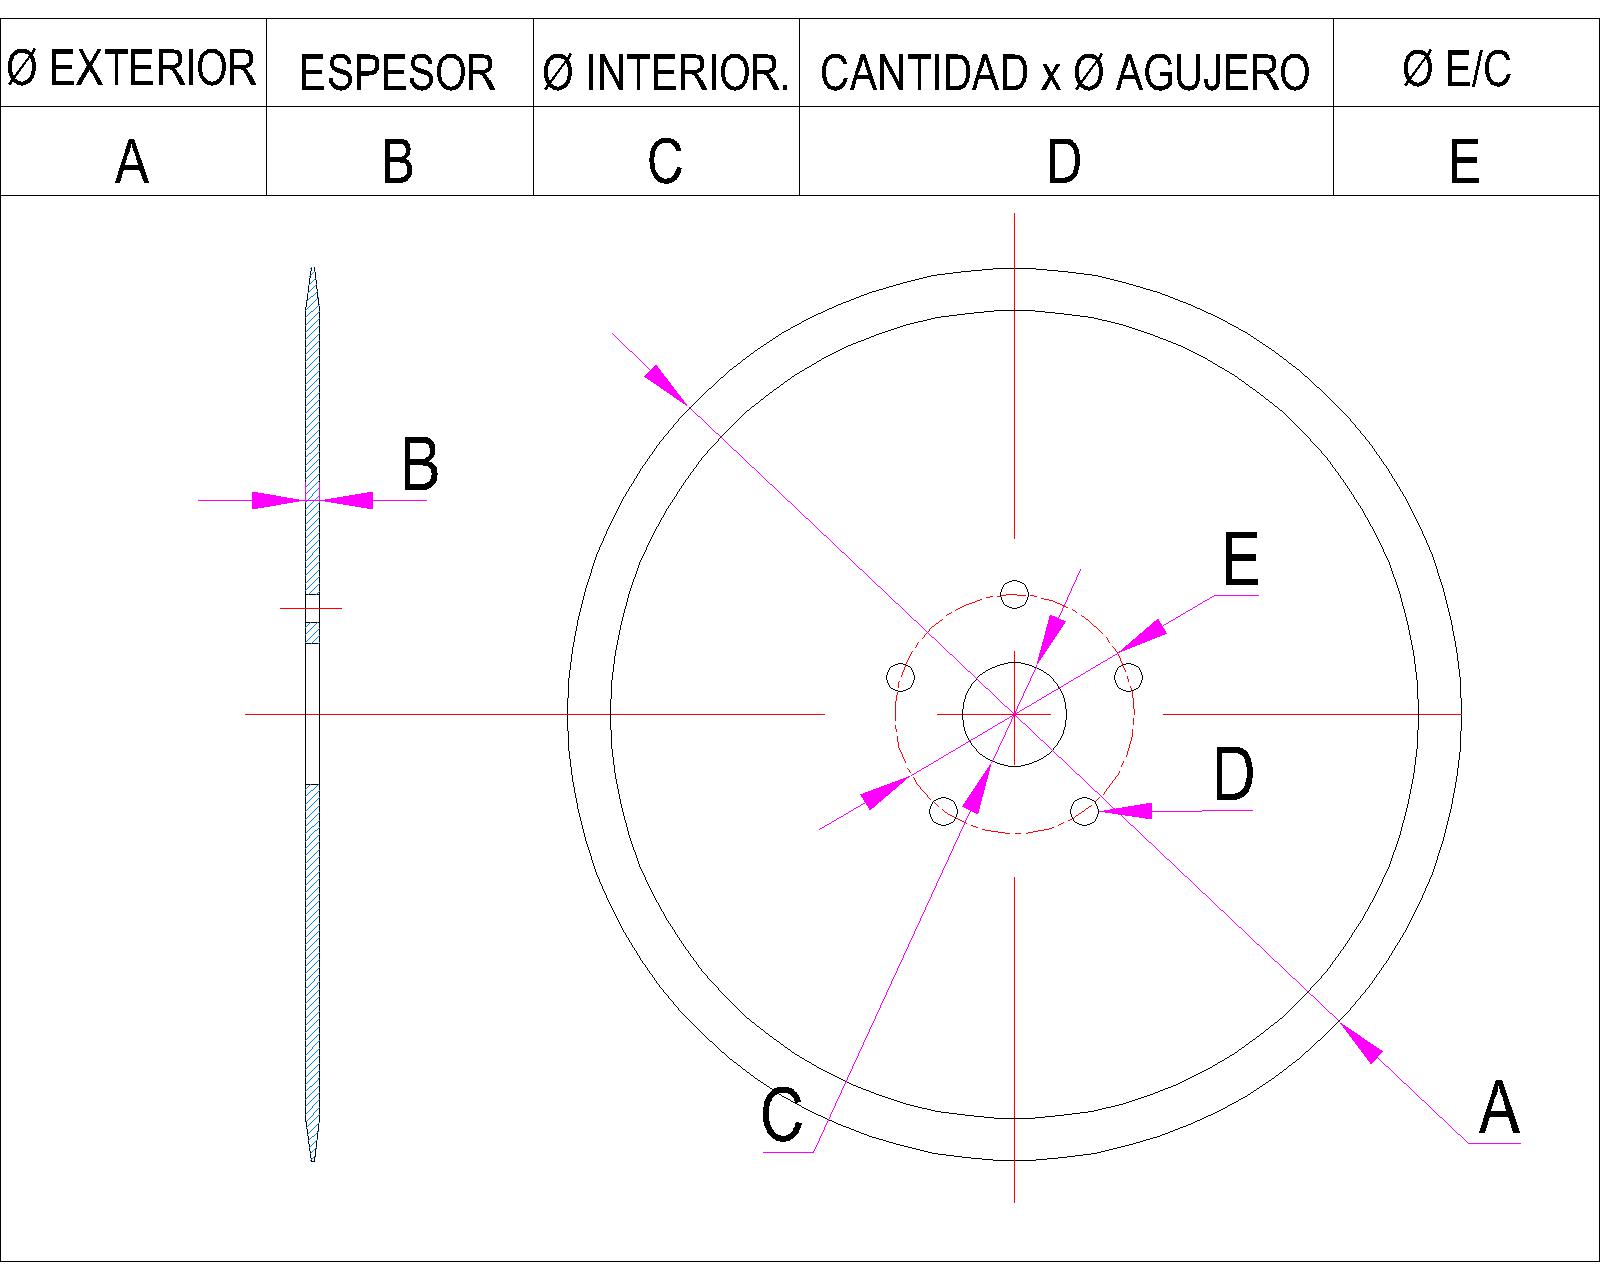 Ø EXTERIOR ESPESOR Ø INTERIOR. CANTIDAD x Ø AGUJERO Ø E/C
A B C D E
B
E
D
C
A